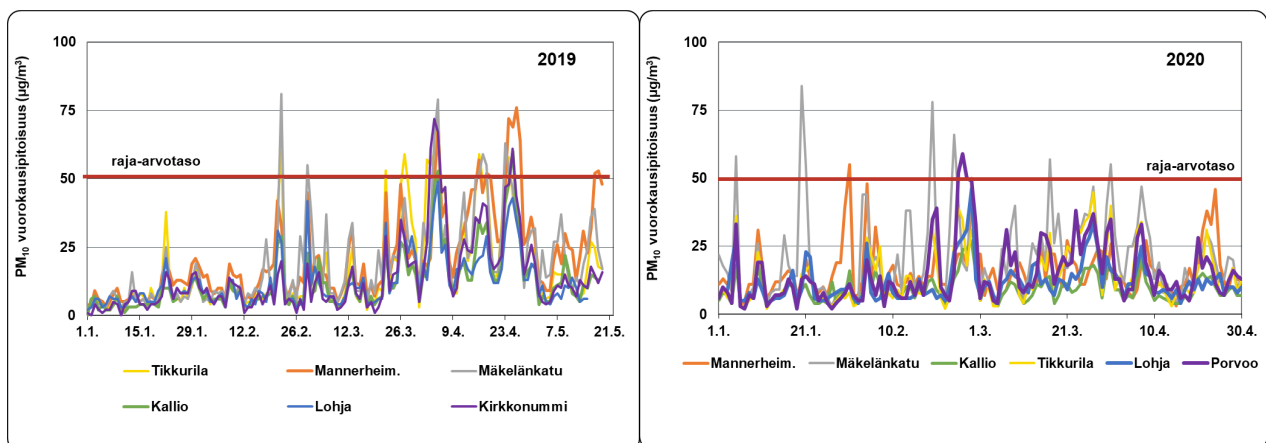 PM₁₀ vuorokausipitoisuus (µg/m³)
100
75
50
25
0
2019
raja-arvotaso
1.1. 15.1. 29.1. 12.2. 26.2. 12.3. 26.3. 9.4. 23.4. 7.5. 21.5.
Tikkurila Mannerheim. Mäkelänkatu
Kallio Lohja Kirkkonummi
PM₁₀ vuorokausipitoisuus (µg/m³)
100
75
50
25
0
2020
raja-arvotaso
1.1. 21.1. 10.2. 1.3. 21.3. 10.4. 30.4.
Mannerheim. Mäkelänkatu Kallio Tikkurila Lohja Porvoo